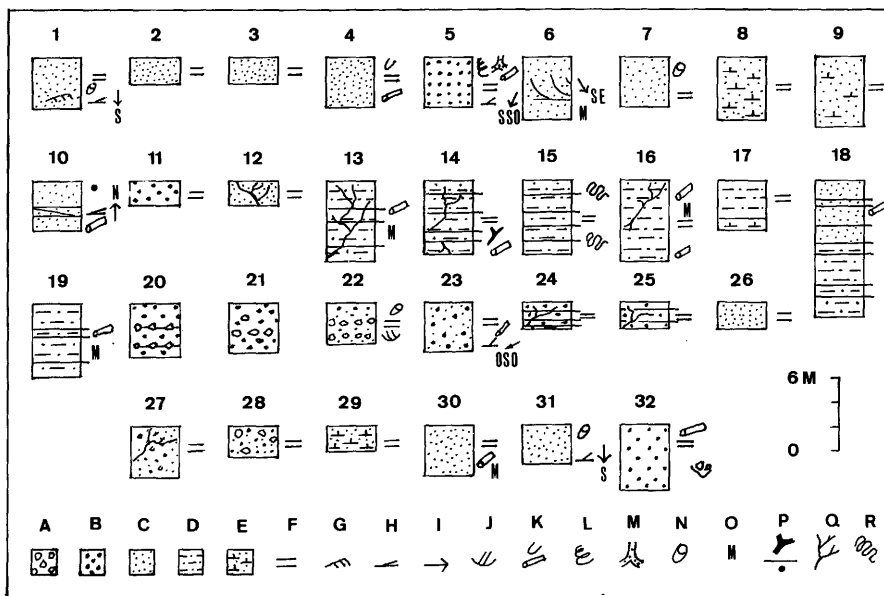 1 2 3 4 5 6 7 8 9
S SSO SE M
10 11 12 13 14 15 16 17 18
N M M
19 20 21 22 23 24 25 26
M OSO
6 M
0
27 28 29 30 31 32
M S
A B C D E F G H I J K L M N O P Q R
M